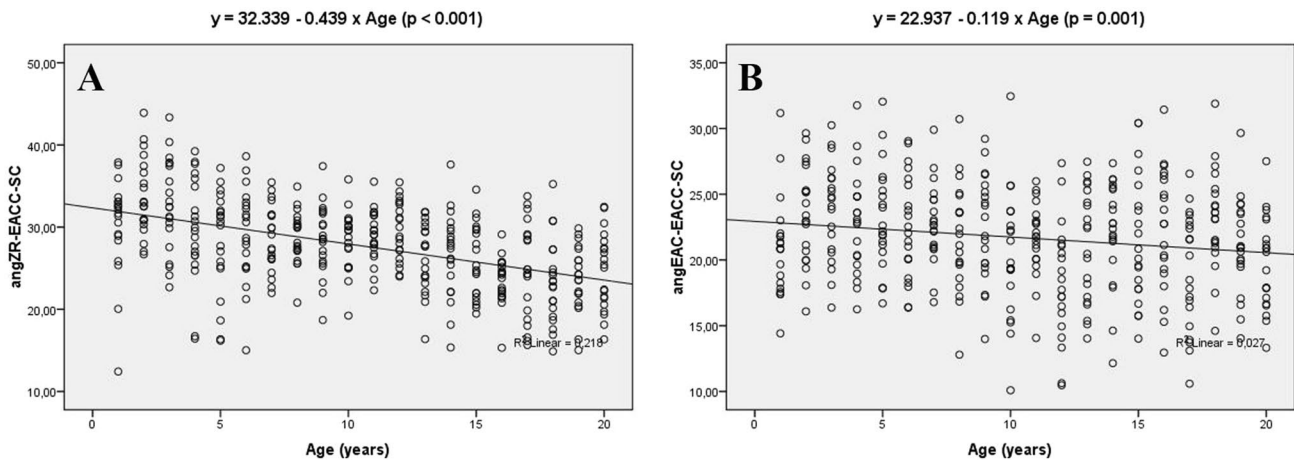 y = 32.339 - 0.439 x Age (p < 0.001)
A
50,00
40,00
30,00
20,00
10,00
angZR-EACC-SC
R² Linear = 0,218
0 5 10 15 20
Age (years)
y = 22.937 - 0.119 x Age (p = 0.001)
B
35,00
30,00
25,00
20,00
15,00
10,00
angEAC-EACC-SC
R² Linear = 0,027
0 5 10 15 20
Age (years)